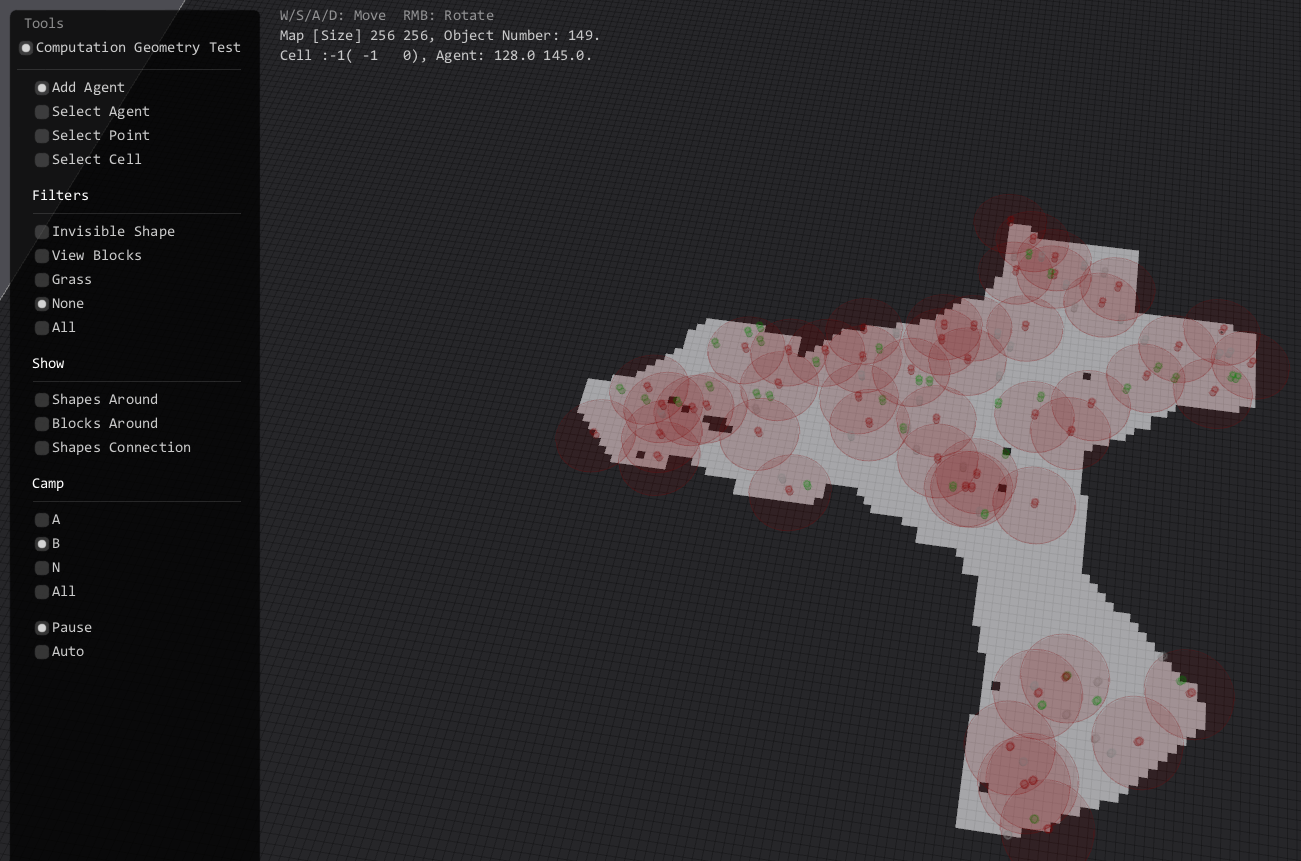 Tools
Computation Geometry Test
Add Agent
Select Agent
Select Point
Select Cell
Filters
Invisible Shape
View Blocks
Grass
None
All
Show
Shapes Around
Blocks Around
Shapes Connection
Camp
A
B
N
All
Pause
Auto
W/S/A/D: Move  RMB: Rotate
Map [Size] 256 256, Object Number: 149.
Cell :-1( -1   0), Agent: 128.0 145.0.